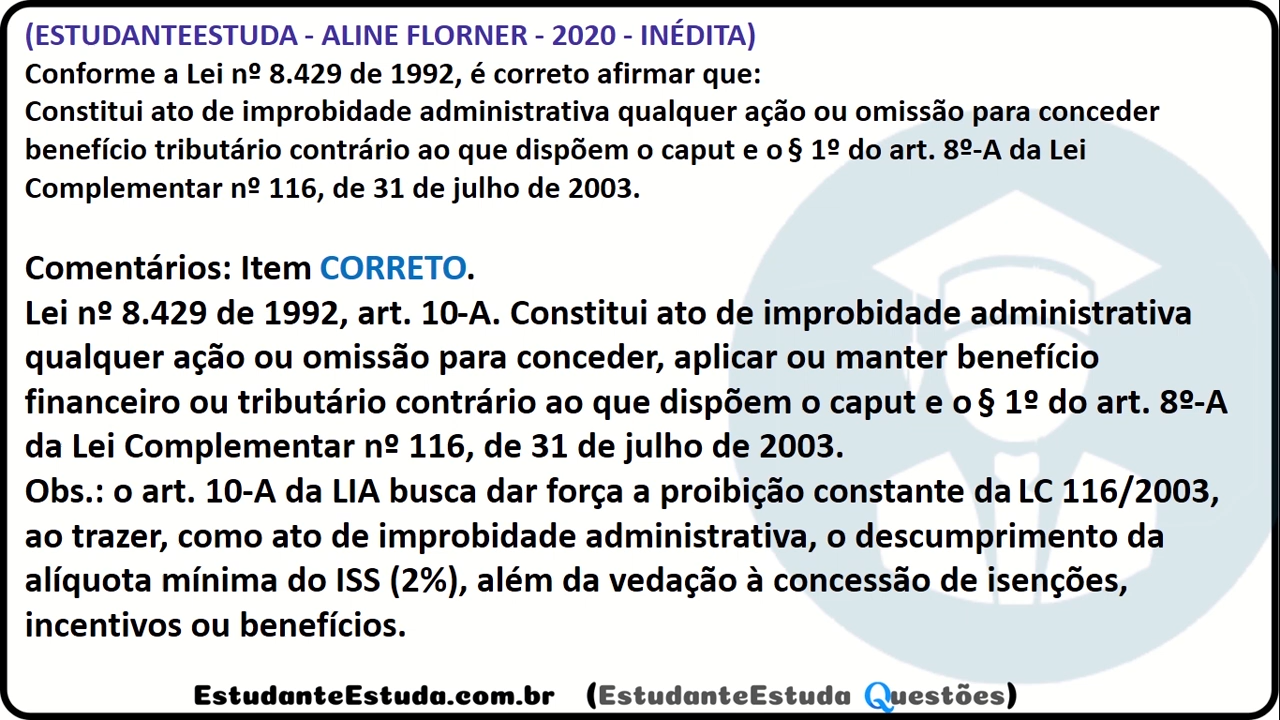 (ESTUDANTEESTUDA - ALINE FLORNER - 2020 - INÉDITA)
Conforme a Lei nº 8.429 de 1992, é correto afirmar que:
Constitui ato de improbidade administrativa qualquer ação ou omissão para conceder
benefício tributário contrário ao que dispõem o caput e o § 1º do art. 8º-A da Lei
Complementar nº 116, de 31 de julho de 2003.
Comentários: Item CORRETO.
Lei nº 8.429 de 1992, art. 10-A. Constitui ato de improbidade administrativa
qualquer ação ou omissão para conceder, aplicar ou manter benefício
financeiro ou tributário contrário ao que dispõem o caput e o § 1º do art. 8º-A
da Lei Complementar nº 116, de 31 de julho de 2003.
Obs.: o art. 10-A da LIA busca dar força a proibição constante da LC 116/2003,
ao trazer, como ato de improbidade administrativa, o descumprimento da
alíquota mínima do ISS (2%), além da vedação à concessão de isenções,
incentivos ou benefícios.
EstudanteEstuda.com.br (EstudanteEstuda Questões)